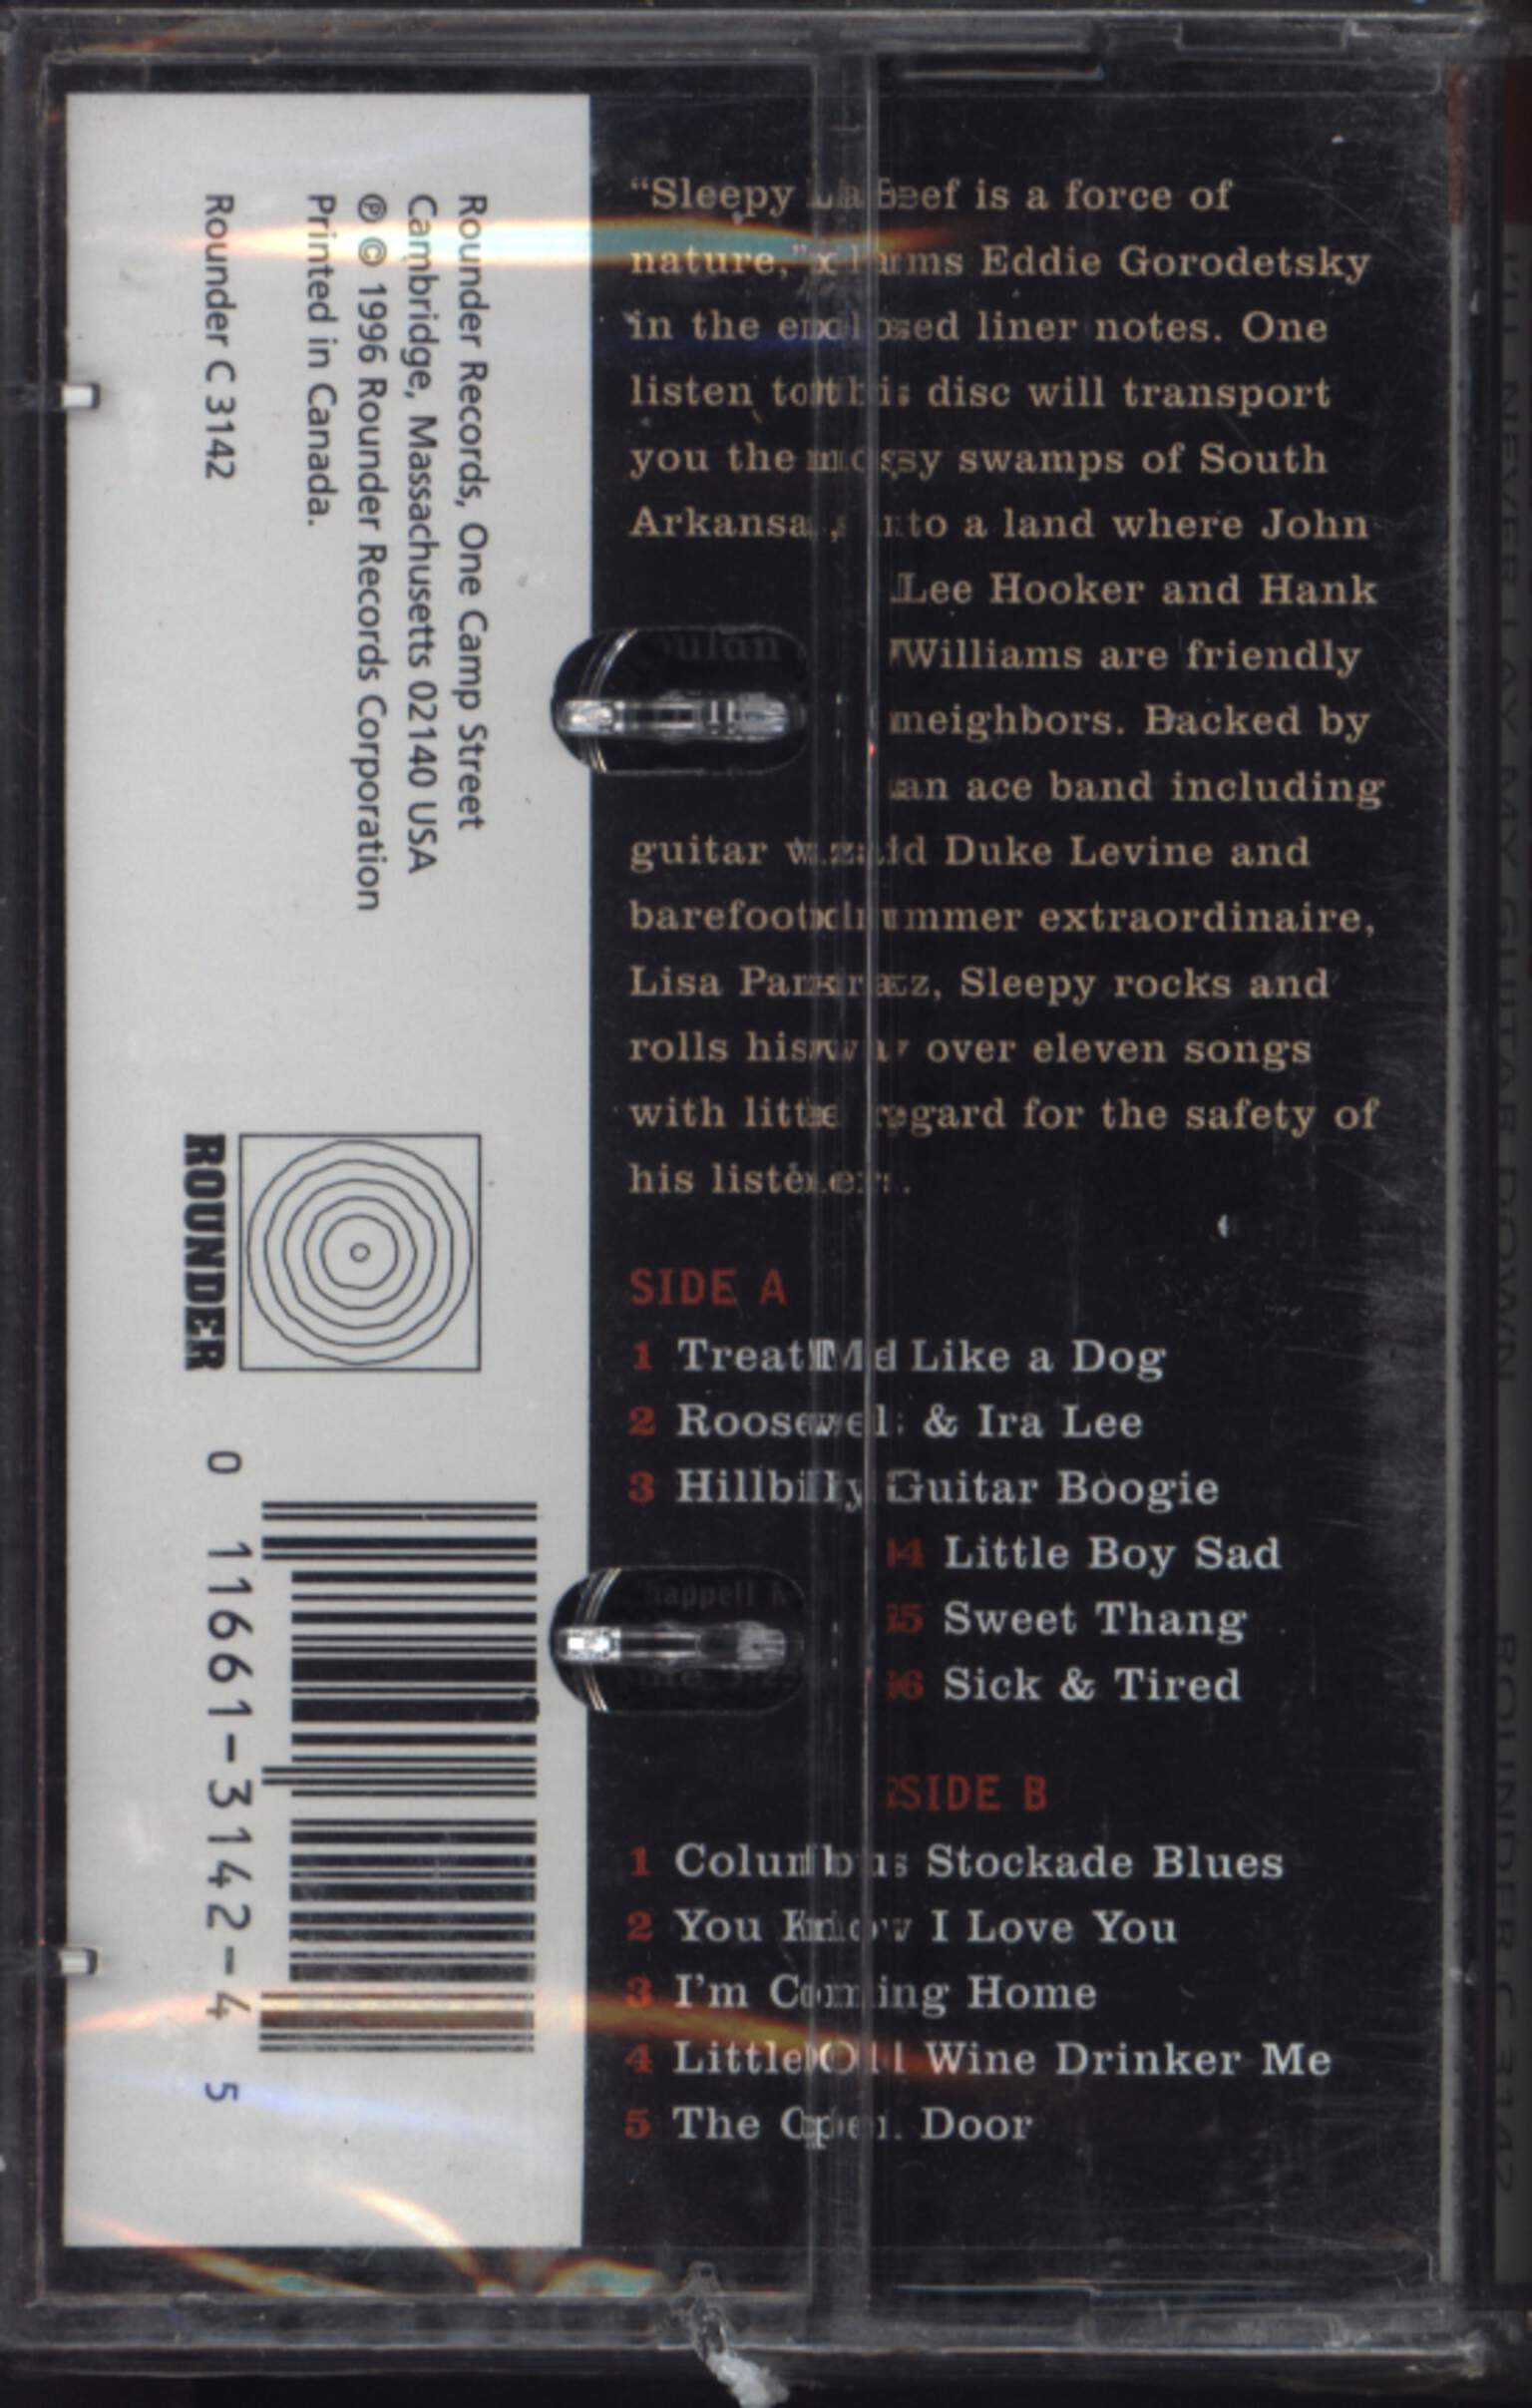 “Sleepy LaBeef is a force of
nature,” xlaims Eddie Gorodetsky
in the enclosed liner notes. One
listen to this disc will transport
you the mossy swamps of South
Arkansas, into a land where John
Lee Hooker and Hank
Williams are friendly
neighbors. Backed by
an ace band including
guitar wizard Duke Levine and
barefoot drummer extraordinaire,
Lisa Pankratz, Sleepy rocks and
rolls his way over eleven songs
with little regard for the safety of
his listeners.
SIDE A
1 Treat Me Like a Dog
2 Roosevelt & Ira Lee
3 Hillbilly Guitar Boogie
4 Little Boy Sad
5 Sweet Thang
6 Sick & Tired
SIDE B
1 Columbus Stockade Blues
2 You Know I Love You
3 I'm Coming Home
4 Little Old Wine Drinker Me
5 The Open Door
Rounder Records, One Camp Street
Cambridge, Massachusetts 02140 USA
℗ © 1996 Rounder Records Corporation
Printed in Canada.
Rounder C 3142
ROUNDER
0 11661-3142-4 5